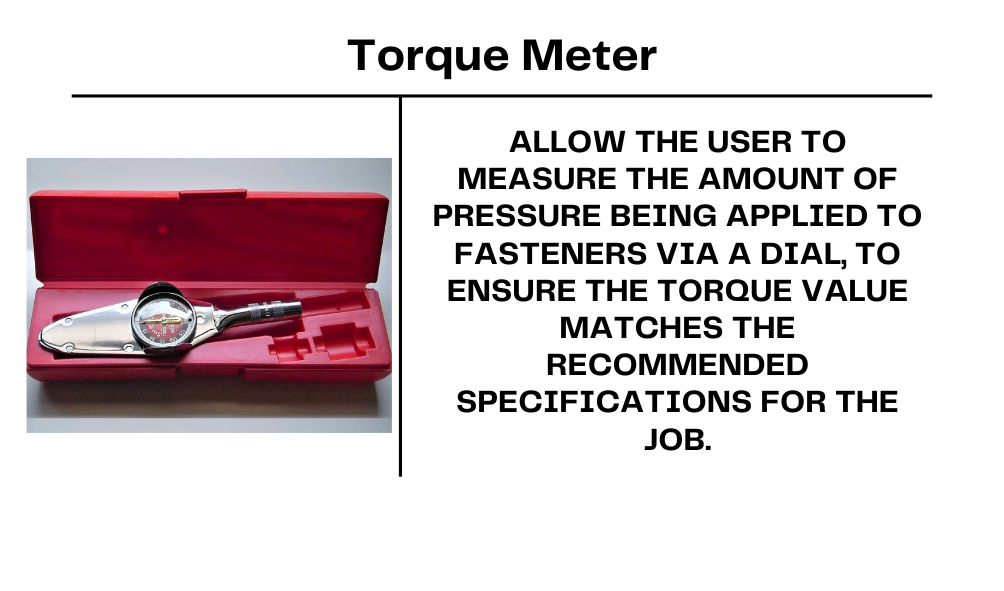 Torque Meter
ALLOW THE USER TO
MEASURE THE AMOUNT OF
PRESSURE BEING APPLIED TO
FASTENERS VIA A DIAL, TO
ENSURE THE TORQUE VALUE
MATCHES THE
RECOMMENDED
SPECIFICATIONS FOR THE
JOB.